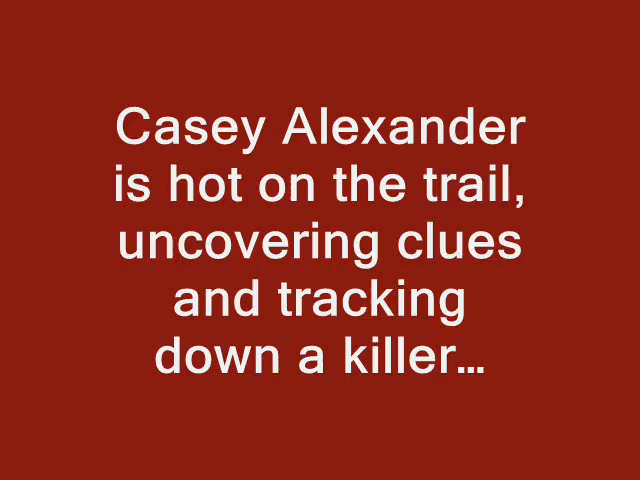 Casey Alexander
is hot on the trail,
uncovering clues
and tracking
down a killer...